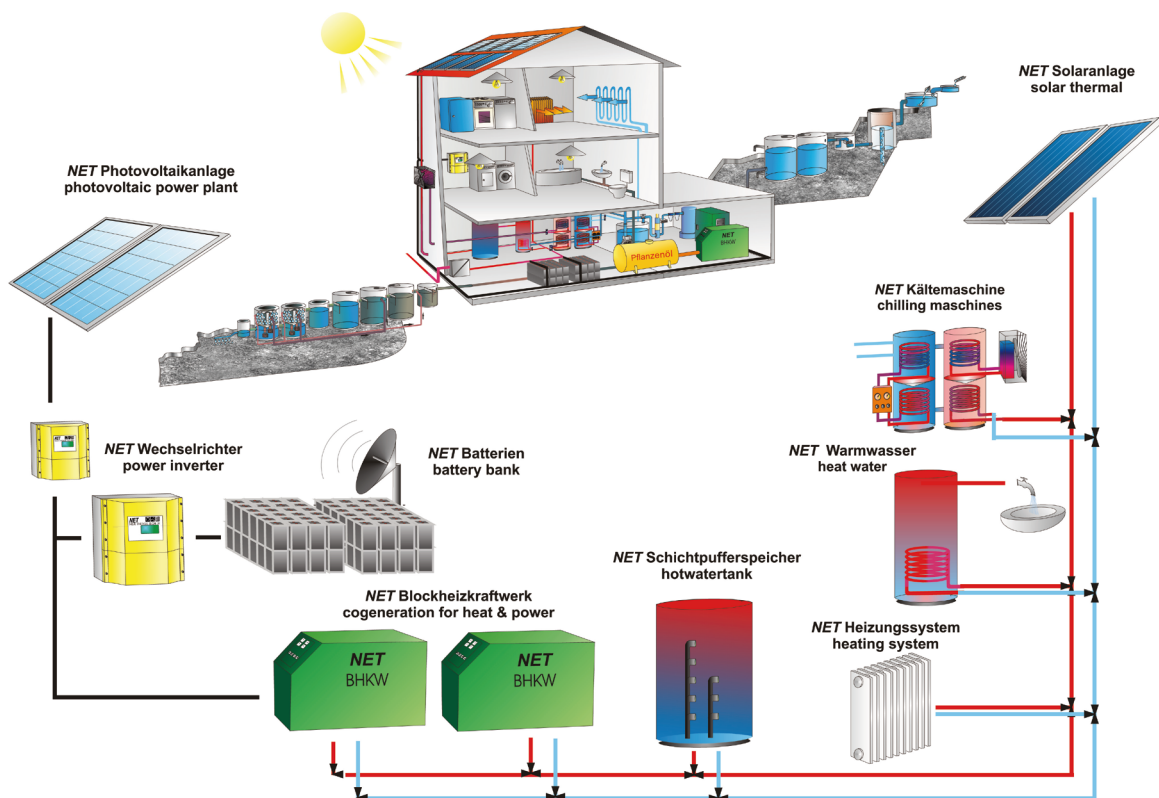 NET Solaranlage
solar thermal
NET Photovoltaikanlage
photovoltaic power plant
NET
BHKW
Pflanzenöl
NET Kältemaschine
chilling maschines
NET Wechselrichter
power inverter
NET Batterien
battery bank
NET Warmwasser
heat water
NET
NET Schichtpufferspeicher
hotwatertank
NET Blockheizkraftwerk
cogeneration for heat & power
NET Heizungssystem
heating system
NET
BHKW
NET
BHKW